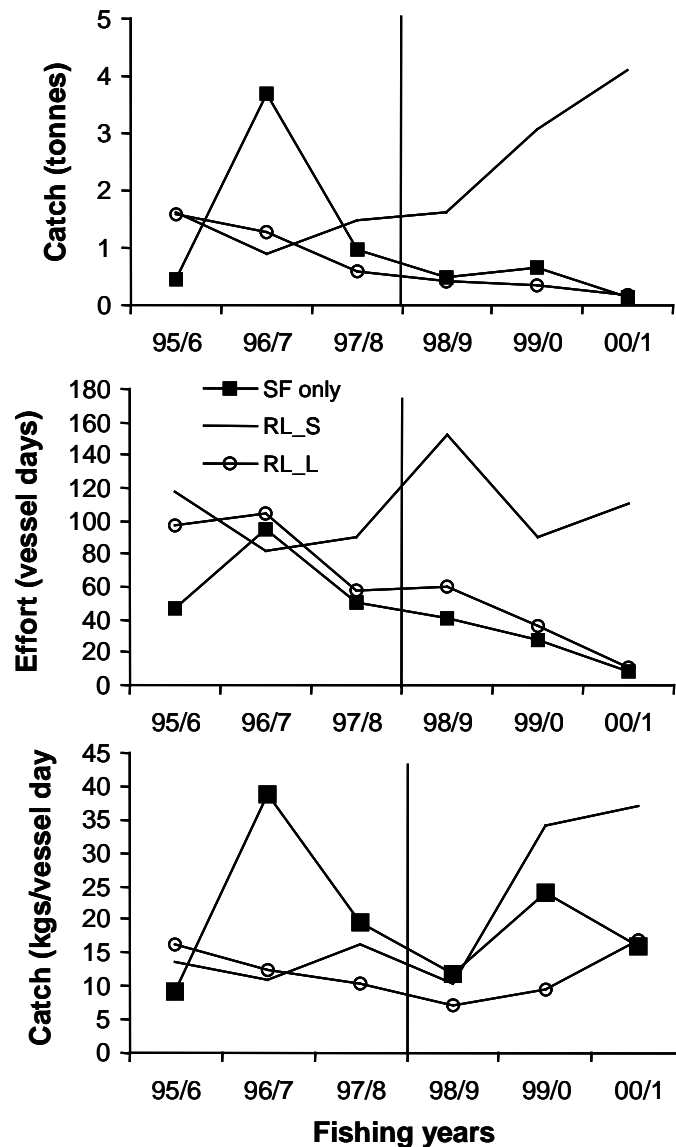 Catch (tonnes)
5
4
3
2
1
0
95/6 96/7 97/8 98/9 99/0 00/1
Effort (vessel days)
180
160
140
120
100
80
60
40
20
0
SF only
RL_S
RL_L
95/6 96/7 97/8 98/9 99/0 00/1
Catch (kgs/vessel day
45
40
35
30
25
20
15
10
5
0
95/6 96/7 97/8 98/9 99/0 00/1
Fishing years